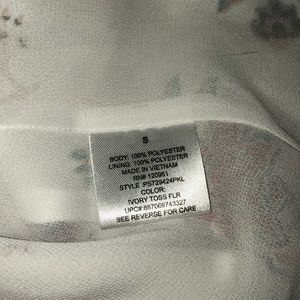 S
BODY: 100% POLYESTER
LINING: 100% POLYESTER
MADE IN VIETNAM
RN# 120951
STYLE :PST29424PKL
COLOR:
IVORY TOSS FLR
UPC# 887069743327
SEE REVERSE FOR CARE